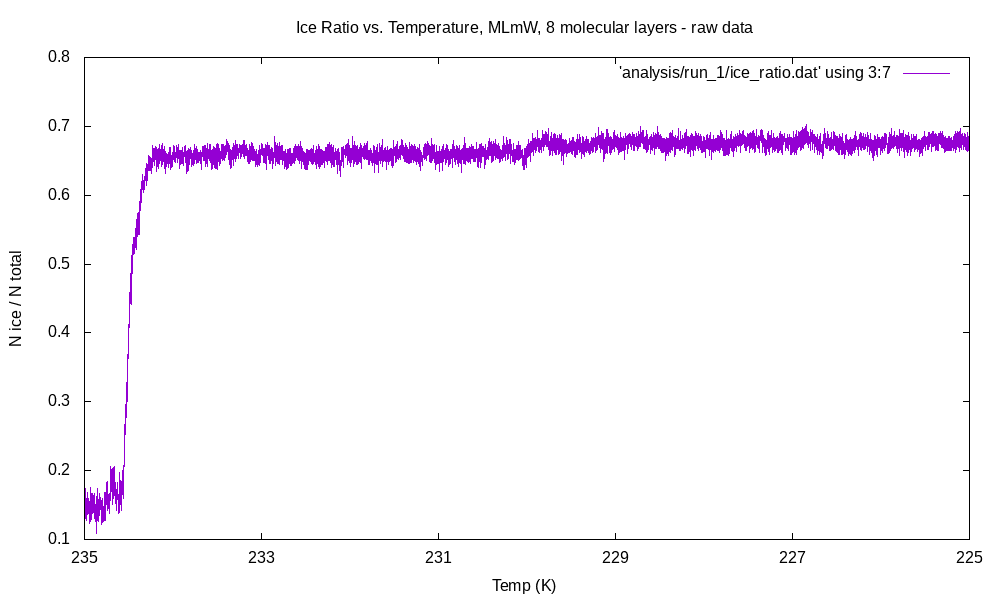 Ice Ratio vs. Temperature, MLmW, 8 molecular layers - raw data
'analysis/run_1/ice_ratio.dat' using 3:7
N ice / N total
0.8
0.7
0.6
0.5
0.4
0.3
0.2
0.1
235 233 231 229 227 225
Temp (K)